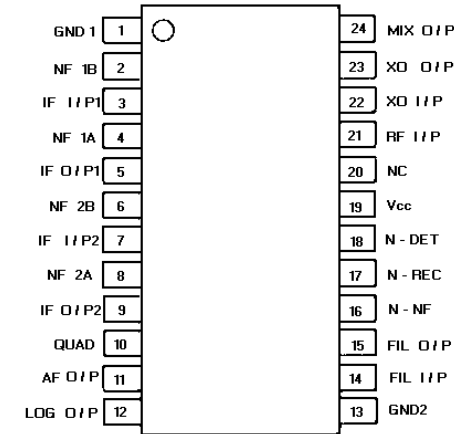 GND 1 1 24 MIX O/P
NF 1B 2 23 XO O/P
IF I/P1 3 22 XO I/P
NF 1A 4 21 RF I/P
IF O/P1 5 20 NC
NF 2B 6 19 Vcc
IF I/P2 7 18 N - DET
NF 2A 8 17 N - REC
IF O/P2 9 16 N - NF
QUAD 10 15 FIL O/P
AF O/P 11 14 FIL I/P
LOG O/P 12 13 GND2